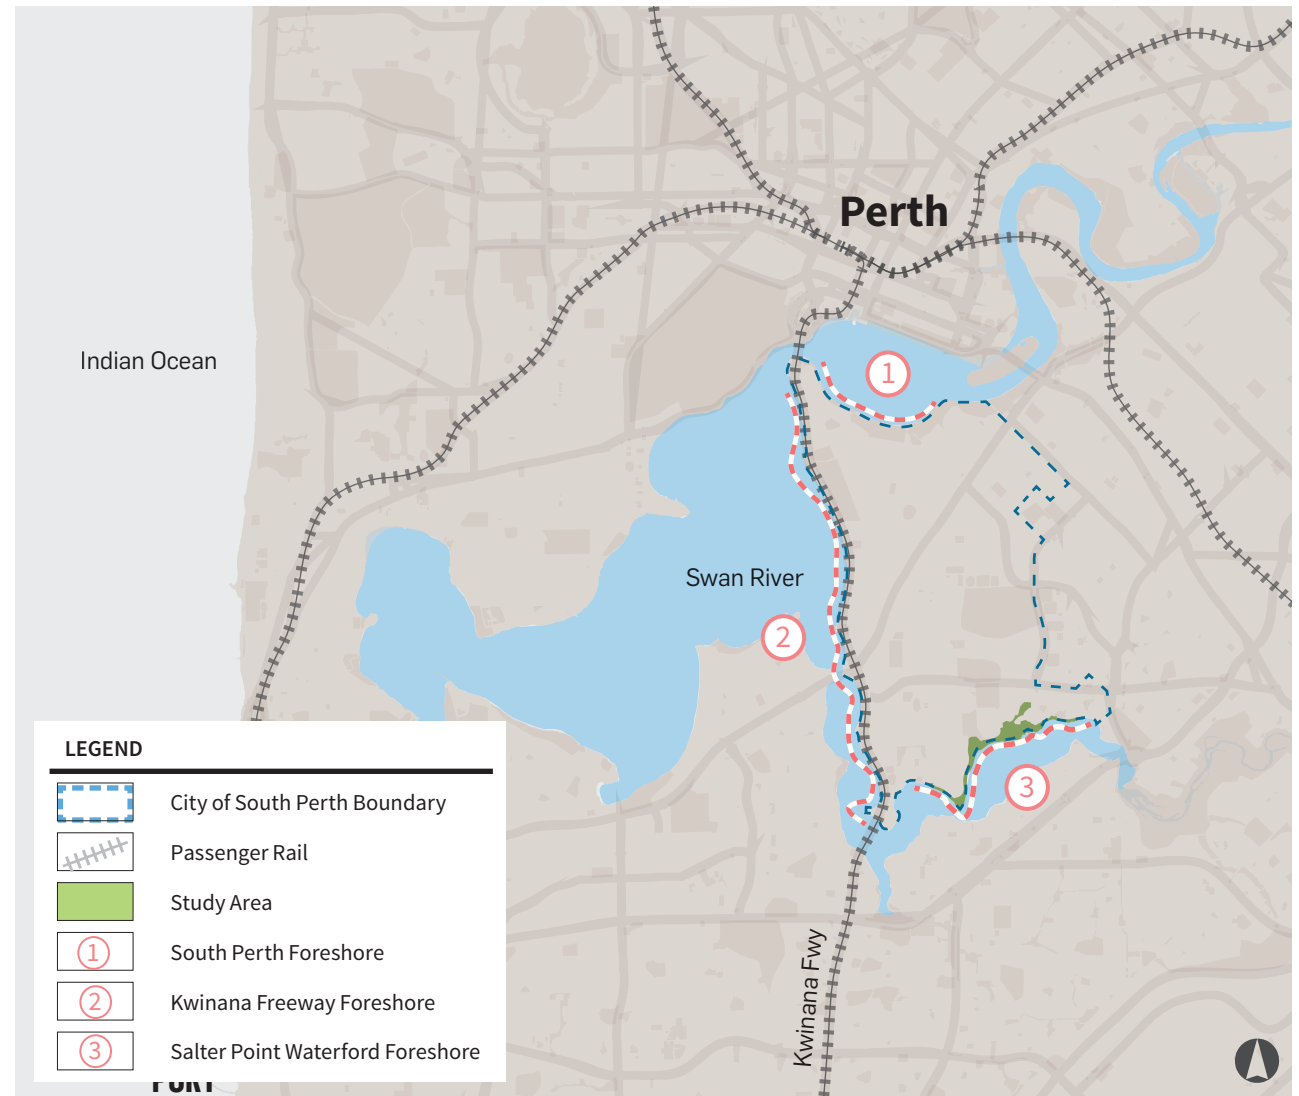 Perth
1
Indian Ocean
Swan River
2
3
Kwinana Fwy
LEGEND
City of South Perth Boundary
Passenger Rail
Study Area
1 South Perth Foreshore
2 Kwinana Freeway Foreshore
3 Salter Point Waterford Foreshore